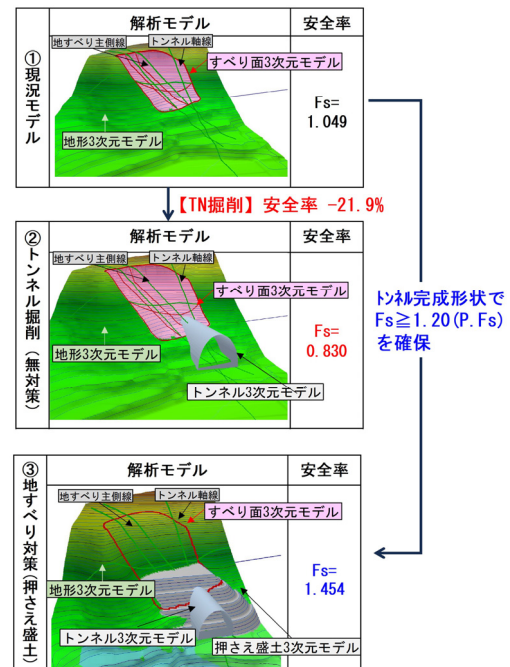 解析モデル
安全率
①現況モデル
地すべり主側線
トンネル軸線
すべり面3次元モデル
地形3次元モデル
Fs=
1.049
【TN掘削】安全率 -21.9%
解析モデル
安全率
②トンネル掘削（無対策）
地すべり主側線
トンネル軸線
すべり面3次元モデル
地形3次元モデル
トンネル3次元モデル
Fs=
0.830
トンネル完成形状で
Fs≧1.20(P.Fs)
を確保
解析モデル
安全率
③地すべり対策（押さえ盛土）
地すべり主側線
トンネル軸線
すべり面3次元モデル
地形3次元モデル
トンネル3次元モデル
押さえ盛土3次元モデル
Fs=
1.454